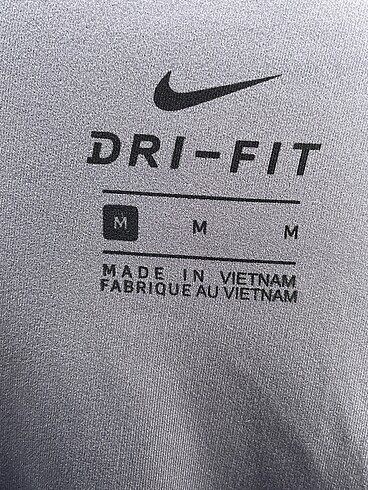 DRI-FIT
M M M
MADE IN VIETNAM
FABRIQUE AU VIETNAM